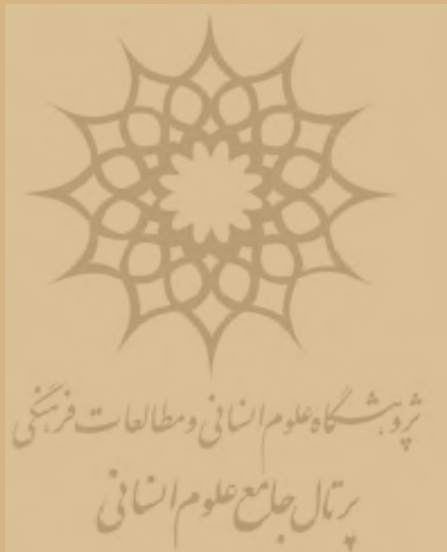 پژوهشگاه علوم انسانی و مطالعات فرهنگی
پرتال جامع علوم انسانی